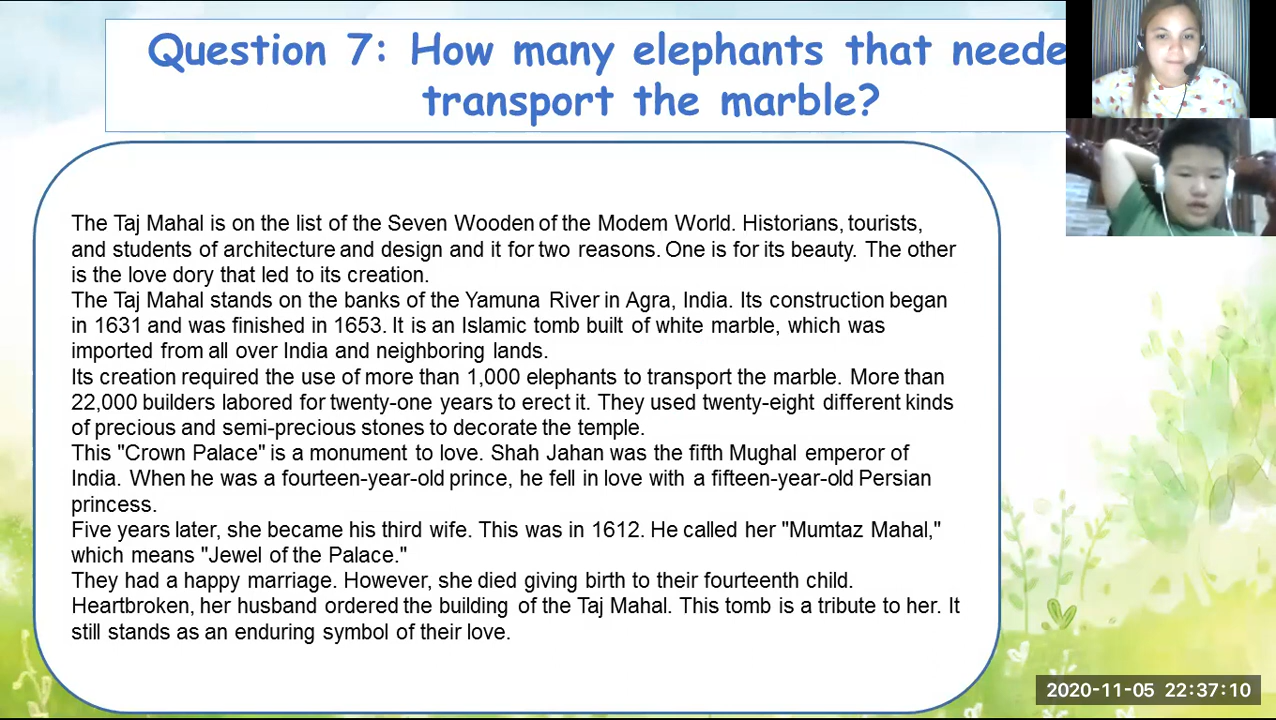 Question 7: How many elephants that neede
transport the marble?
The Taj Mahal is on the list of the Seven Wooden of the Modem World. Historians, tourists,
and students of architecture and design and it for two reasons. One is for its beauty. The other
is the love dory that led to its creation.
The Taj Mahal stands on the banks of the Yamuna River in Agra, India. Its construction began
in 1631 and was finished in 1653. It is an Islamic tomb built of white marble, which was
imported from all over India and neighboring lands.
Its creation required the use of more than 1,000 elephants to transport the marble. More than
22,000 builders labored for twenty-one years to erect it. They used twenty-eight different kinds
of precious and semi-precious stones to decorate the temple.
This "Crown Palace" is a monument to love. Shah Jahan was the fifth Mughal emperor of
India. When he was a fourteen-year-old prince, he fell in love with a fifteen-year-old Persian
princess.
Five years later, she became his third wife. This was in 1612. He called her "Mumtaz Mahal,"
which means "Jewel of the Palace."
They had a happy marriage. However, she died giving birth to their fourteenth child.
Heartbroken, her husband ordered the building of the Taj Mahal. This tomb is a tribute to her. It
still stands as an enduring symbol of their love.
2020-11-05 22:37:10